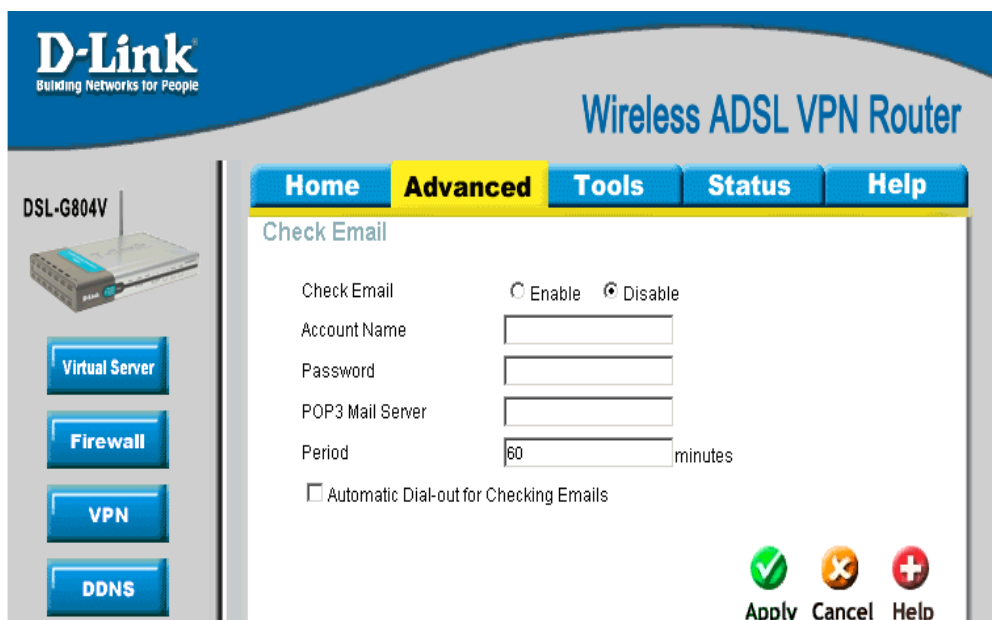 D-Link
Building Networks for People
Wireless ADSL VPN Router
DSL-G804V
Home Advanced Tools Status Help
Check Email
Check Email Enable Disable
Account Name
Password
POP3 Mail Server
Period 60 minutes
Automatic Dial-out for Checking Emails
Virtual Server
Firewall
VPN
DDNS
Apply Cancel Help